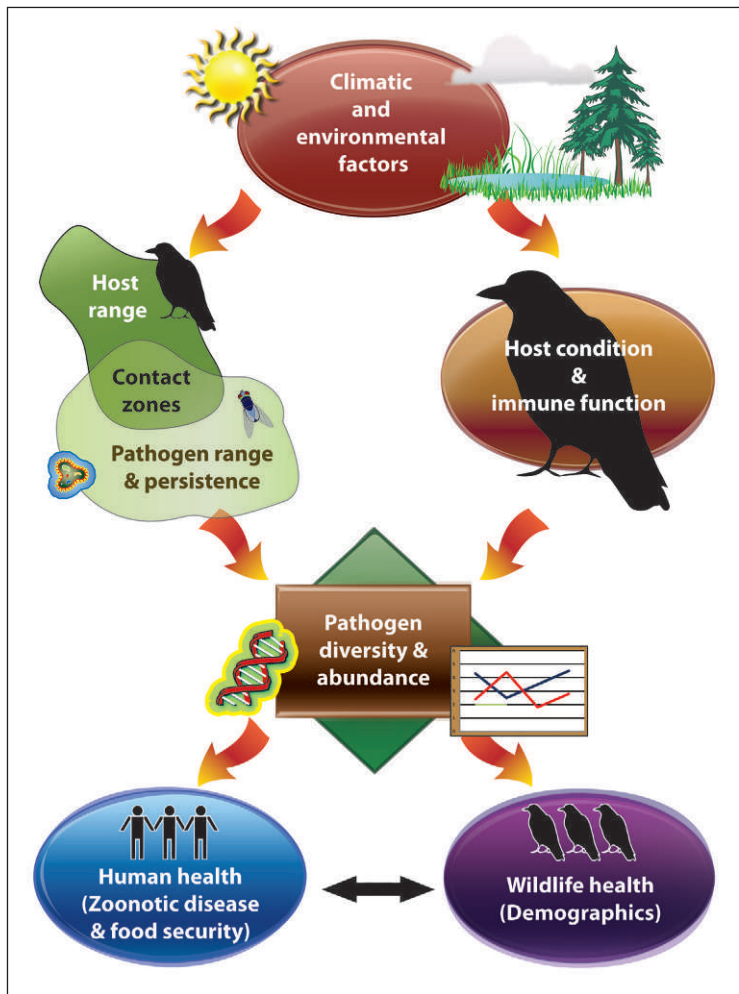 Climatic
and
environmental
factors
Host
range
Contact
zones
Pathogen range
& persistence
Host condition
&
immune function
Pathogen
diversity &
abundance
Human health
(Zoonotic disease
& food security)
Wildlife health
(Demographics)